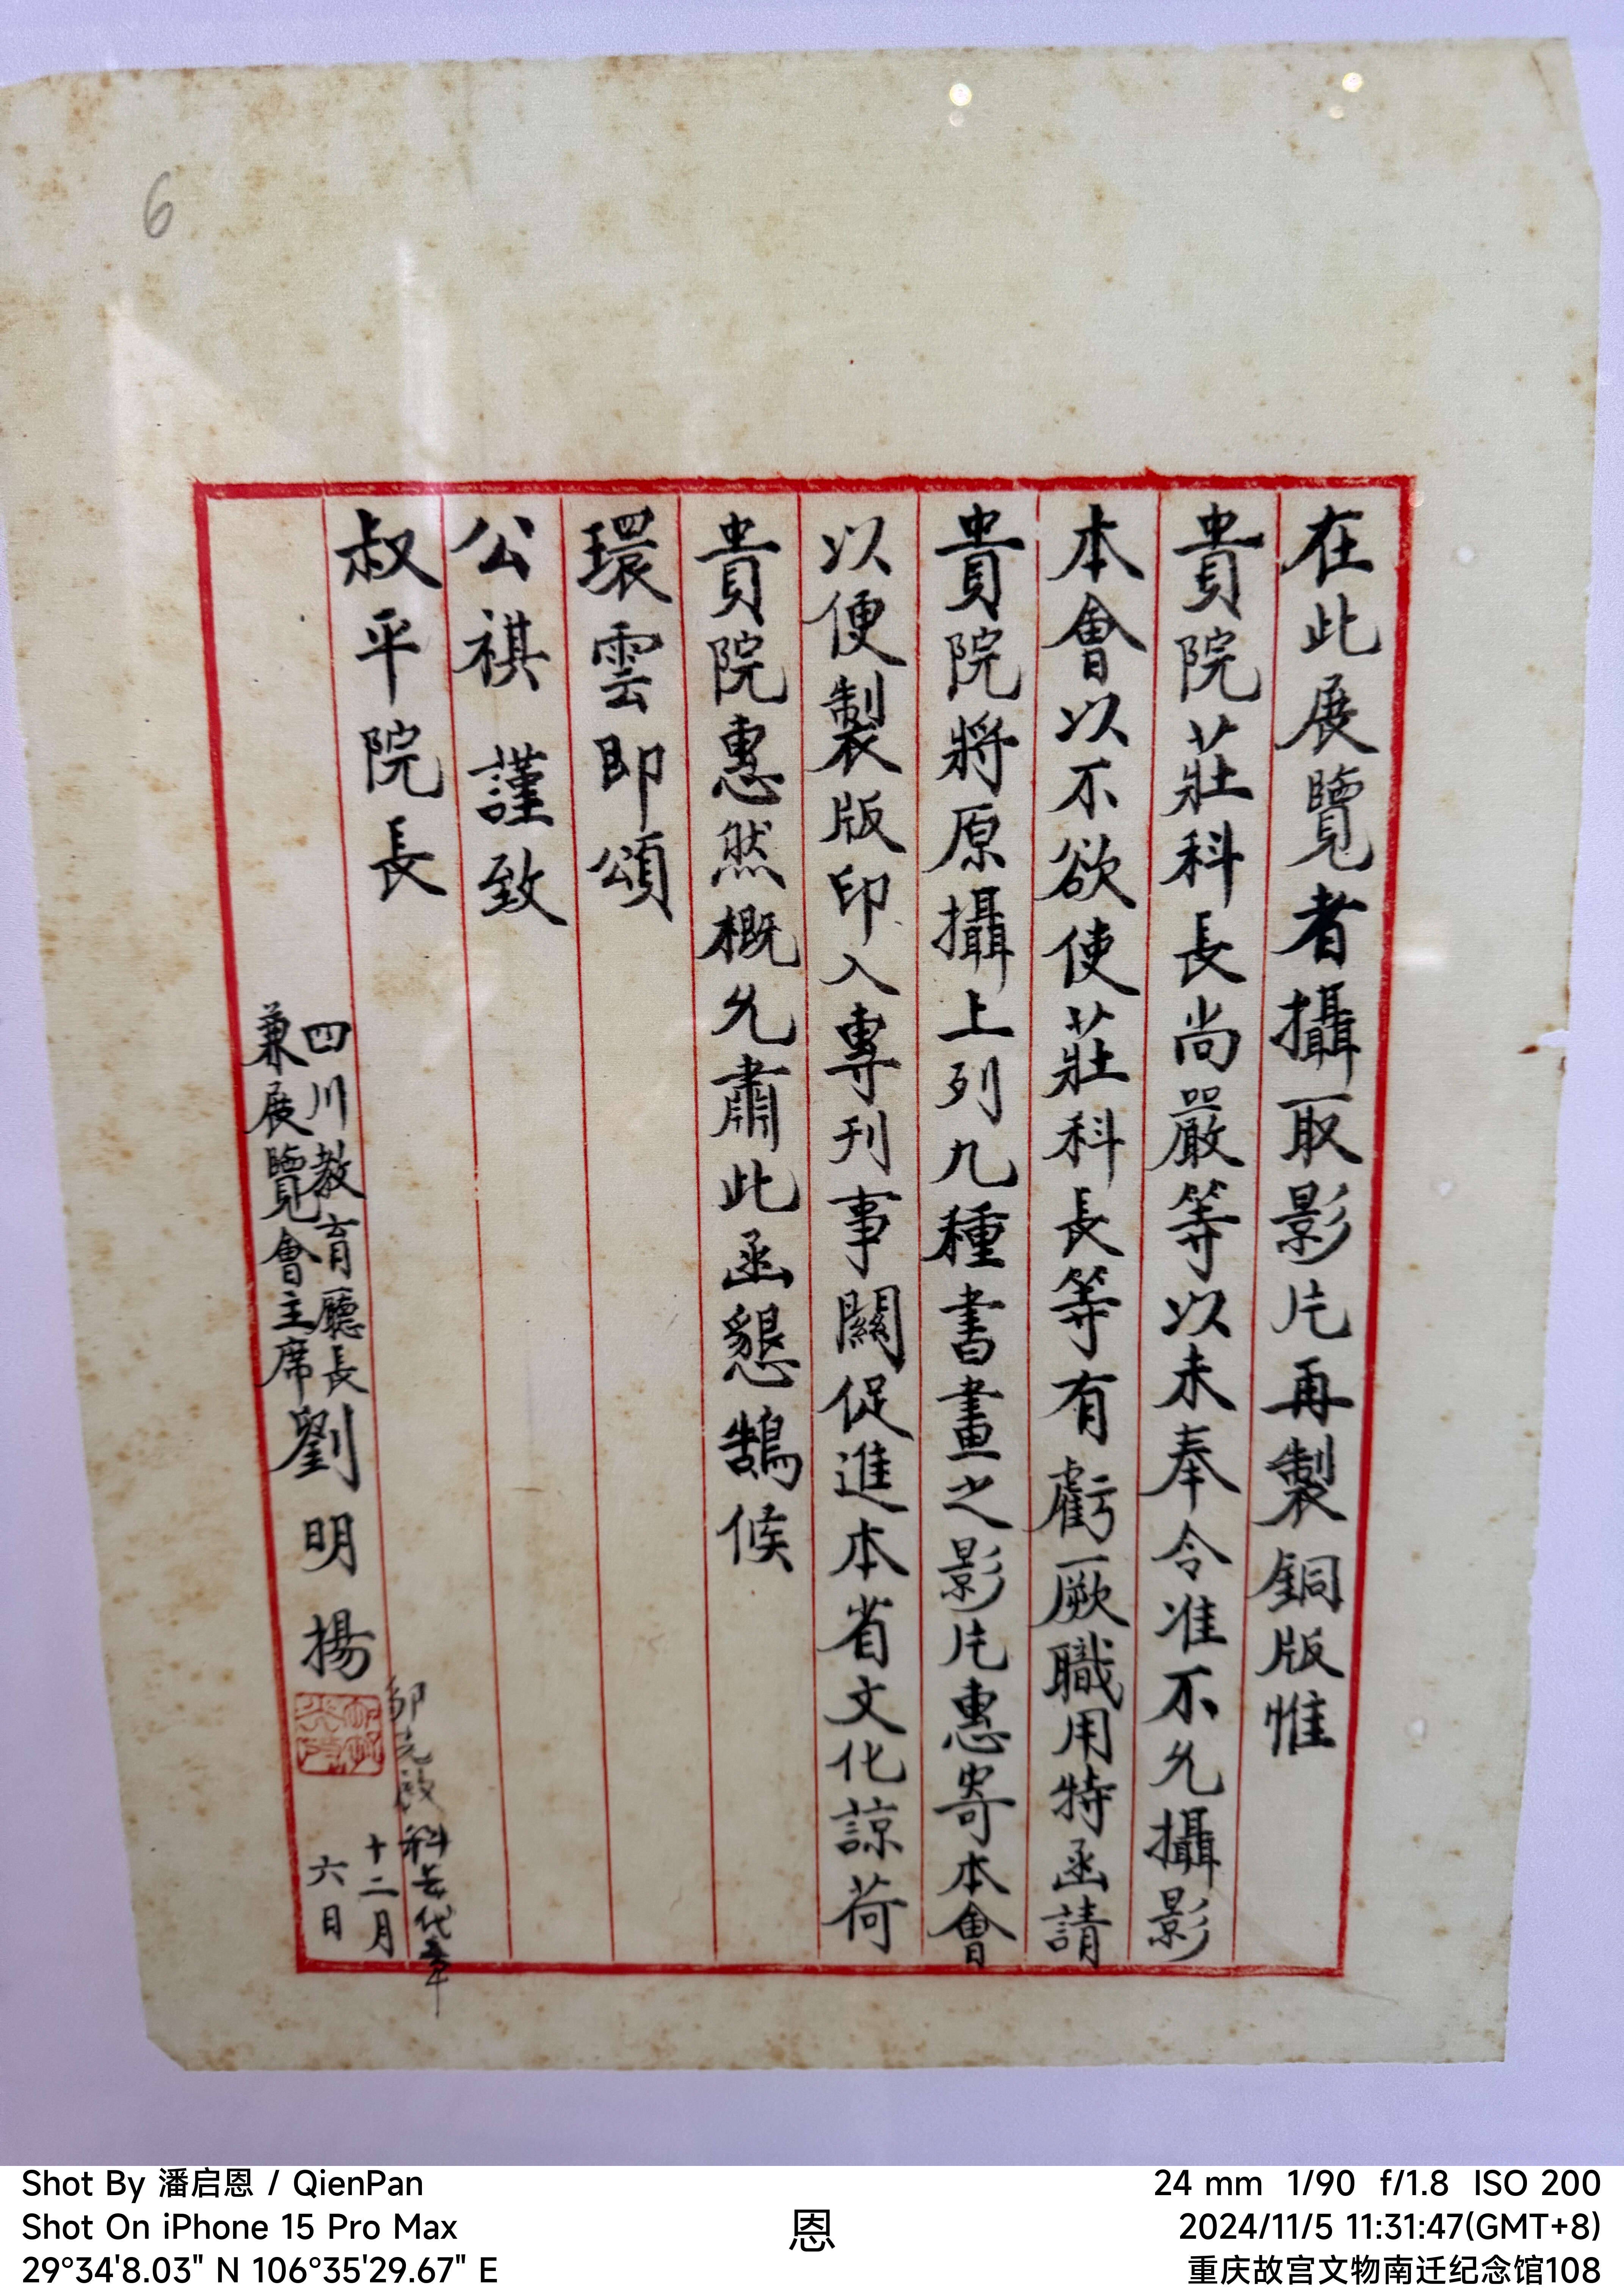 6
在此展覽者攝取影片再製銅版惟
貴院莊科長尚嚴等以未奉令准不允攝影
本會以不欲使莊科長等有虧厥職用特函請
貴院將原攝上列九種書畫之影片惠寄本會
以便製版印入專刊事關促進本省文化諒荷
貴院惠然概允肅此函懇鵠候
環雲即頌
公祺 謹致
叔平院長
四川教育廳長
兼展覽會主席
劉明揚
科長代章
十二月
六日
Shot By 潘启恩 / QienPan
Shot On iPhone 15 Pro Max
29°34'8.03" N 106°35'29.67" E
恩
24 mm 1/90 f/1.8 ISO 200
2024/11/5 11:31:47(GMT+8)
重庆故宫文物南迁纪念馆108